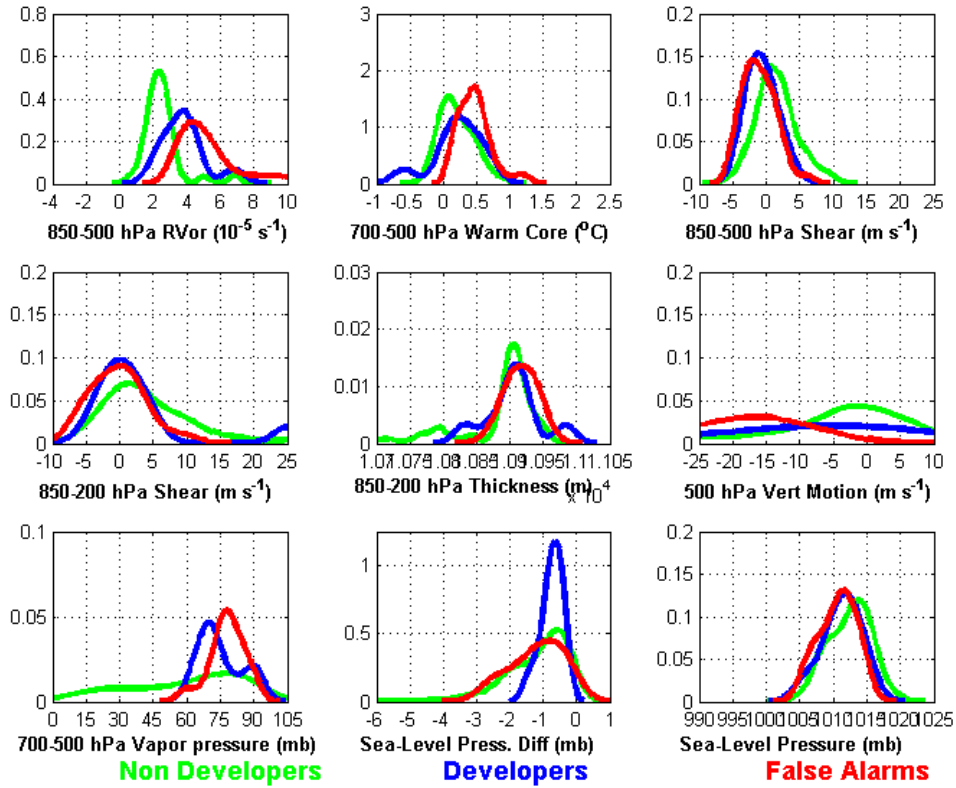 0.8 3 0.2
0.6 0.15
2
0.4 0.1
1
0.2 0.05
0 0 0
-4 -2 0 2 4 6 8 10 -1 -0.5 0 0.5 1 1.5 2 2.5 -10 -5 0 5 10 15 20 25
850-500 hPa RVor (10-5 s-1) 700-500 hPa Warm Core (oC) 850-500 hPa Shear (m s-1)
0.2 0.03 0.2
0.15 0.02 0.15
0.1 0.1
0.01
0.05 0.05
0 0 0
-10 -5 0 5 10 15 20 25 1.07 1.075 1.08 1.085 1.09 1.095 1.1 1.105 -25 -20 -15 -10 -5 0 5 10
850-200 hPa Shear (m s-1) 850-200 hPa Thickness (m) x 104 500 hPa Vert Motion (m s-1)
0.1 0.2
1 0.15
0.05 0.5 0.1
0.05
0 0 0
0 15 30 45 60 75 90 105 -6 -5 -4 -3 -2 -1 0 1 990 995 1000 1005 1010 1015 1020 1025
700-500 hPa Vapor pressure (mb) Sea-Level Press. Diff (mb) Sea-Level Pressure (mb)
Non Developers Developers False Alarms